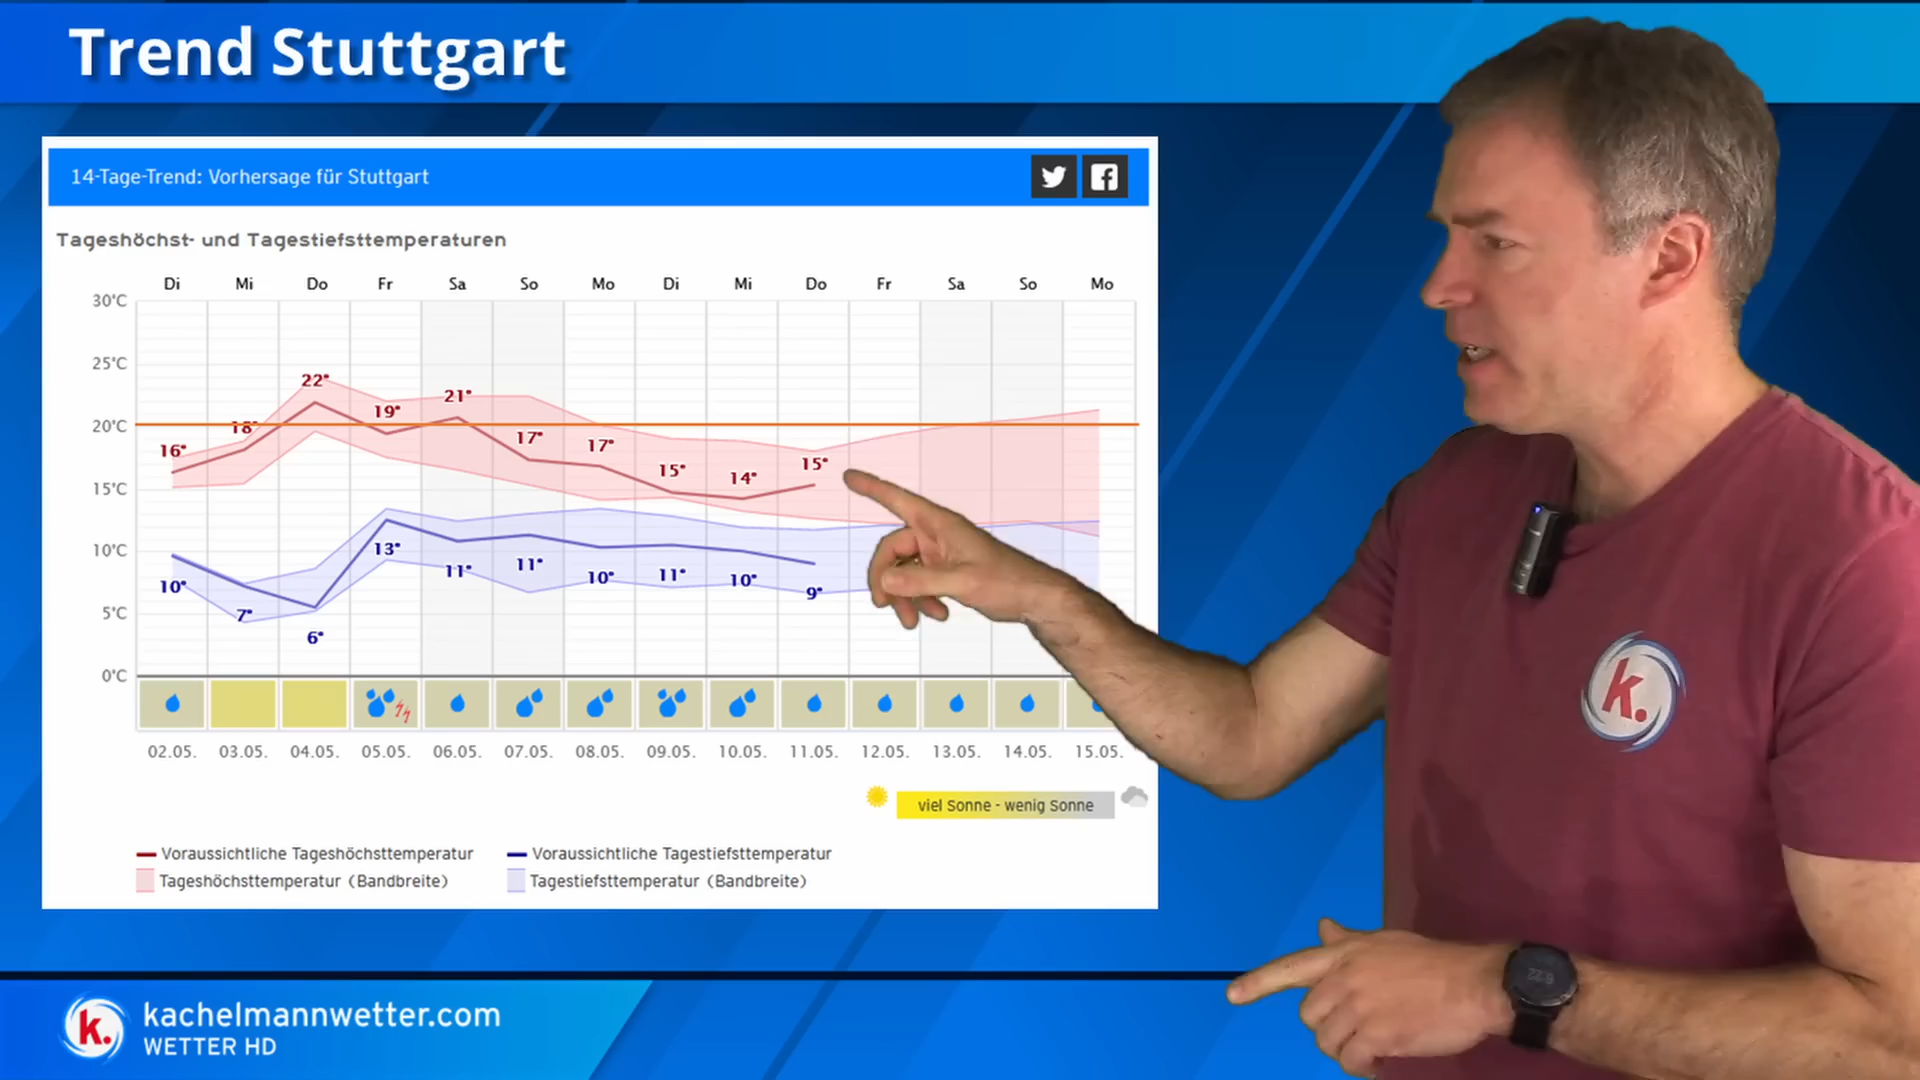 Trend Stuttgart
14-Tage-Trend: Vorhersage für Stuttgart
Tageshöchst- und Tagestiefsttemperaturen
Di Mi Do Fr Sa So Mo Di Mi Do Fr Sa So Mo
30°C
25°C
20°C
15°C
10°C
5°C
0°C
16° 18° 22° 19° 21° 17° 17° 15° 14° 15°
10° 7° 6° 13° 11° 11° 10° 11° 10° 9°
02.05. 03.05. 04.05. 05.05. 06.05. 07.05. 08.05. 09.05. 10.05. 11.05. 12.05. 13.05. 14.05. 15.05.
viel Sonne - wenig Sonne
Voraussichtliche Tageshöchsttemperatur
Voraussichtliche Tagestiefsttemperatur
Tageshöchsttemperatur (Bandbreite)
Tagestiefsttemperatur (Bandbreite)
k.
k. kachelmannwetter.com
WETTER HD